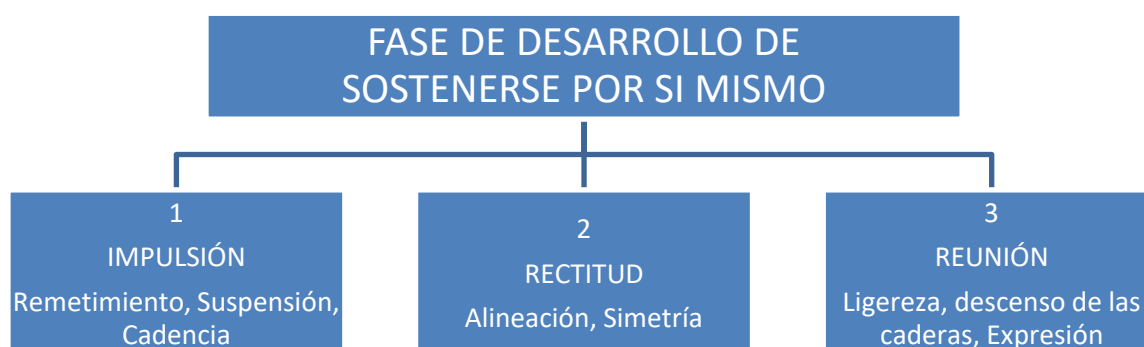 FASE DE DESARROLLO DE
SOSTENERSE POR SI MISMO
1
IMPULSIÓN
Remetimiento, Suspensión,
Cadencia
2
RECTITUD
Alineación, Simetría
3
REUNIÓN
Ligereza, descenso de las
caderas, Expresión